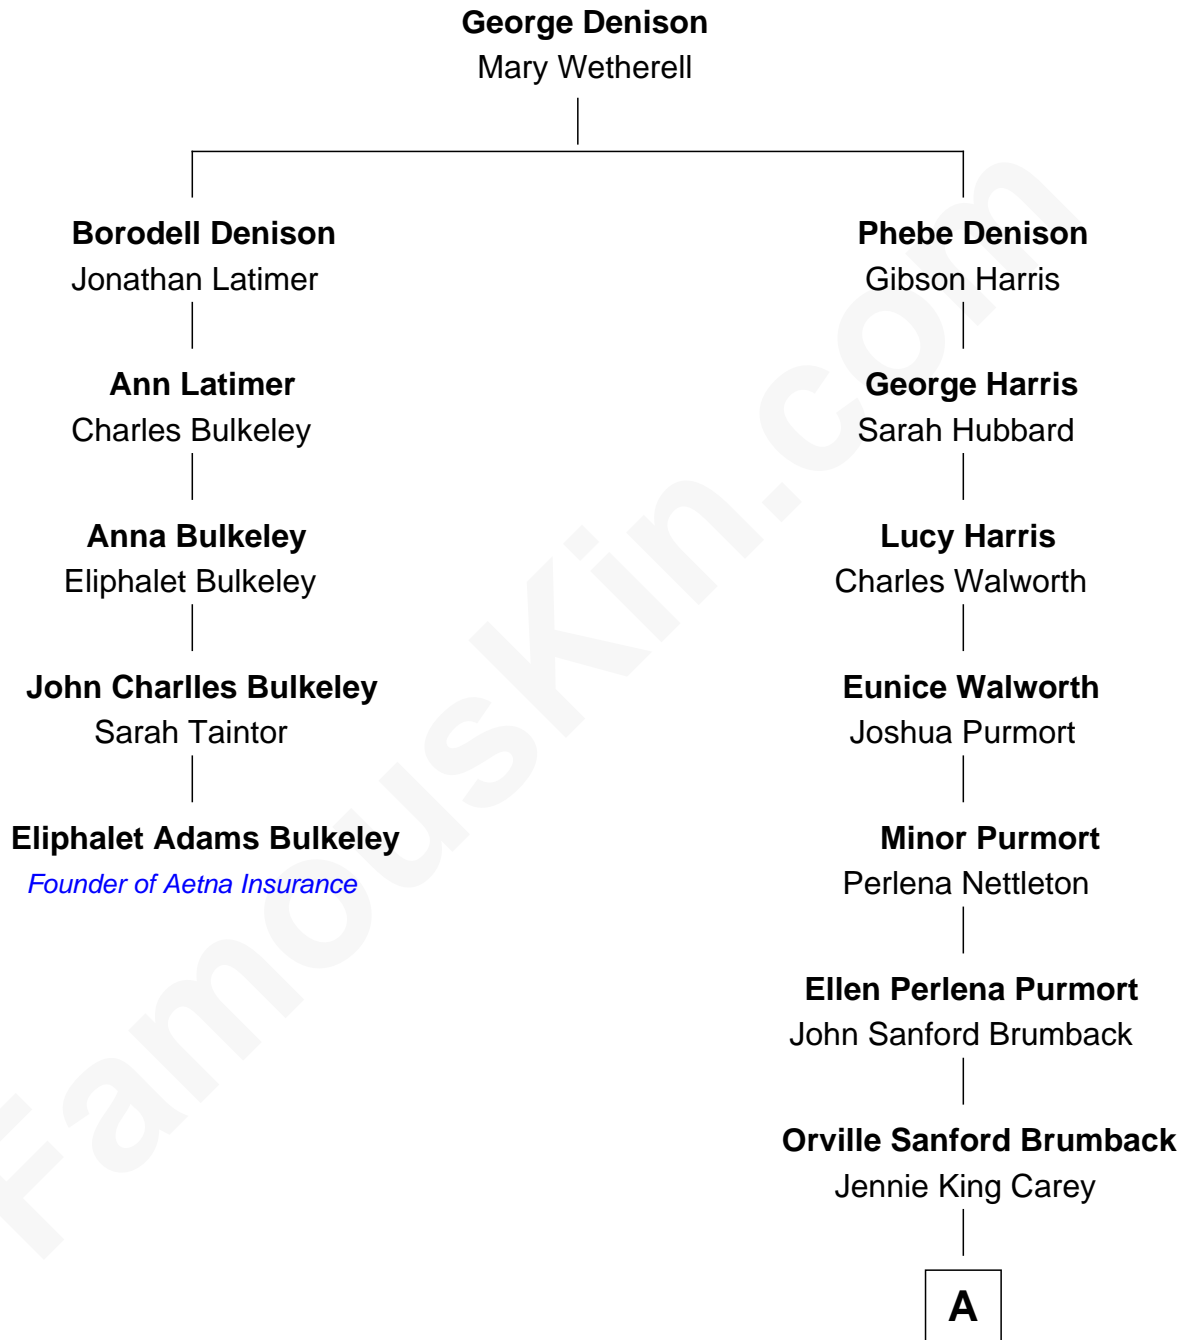 George Denison
Mary Wetherell
Borodell Denison
Jonathan Latimer
Phebe Denison
Gibson Harris
Ann Latimer
Charles Bulkeley
George Harris
Sarah Hubbard
Anna Bulkeley
Eliphalet Bulkeley
Lucy Harris
Charles Walworth
John Charlles Bulkeley
Sarah Taintor
Eunice Walworth
Joshua Purmort
Eliphalet Adams Bulkeley
Founder of Aetna Insurance
Minor Purmort
Perlena Nettleton
Ellen Perlena Purmort
John Sanford Brumback
Orville Sanford Brumback
Jennie King Carey
A
FamousKin.com